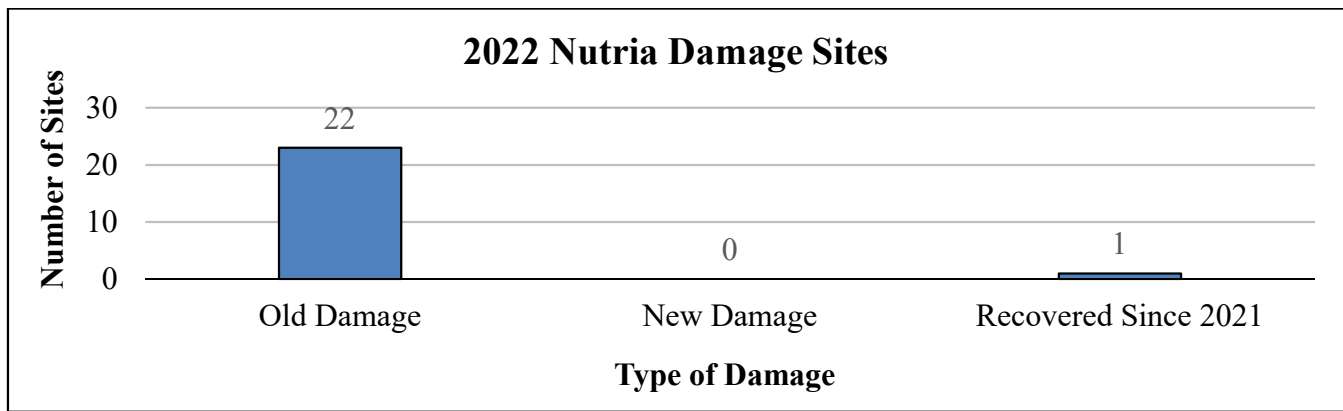 2022 Nutria Damage Sites
Number of Sites
30
20
10
0
22
0
1
Old Damage
New Damage
Recovered Since 2021
Type of Damage